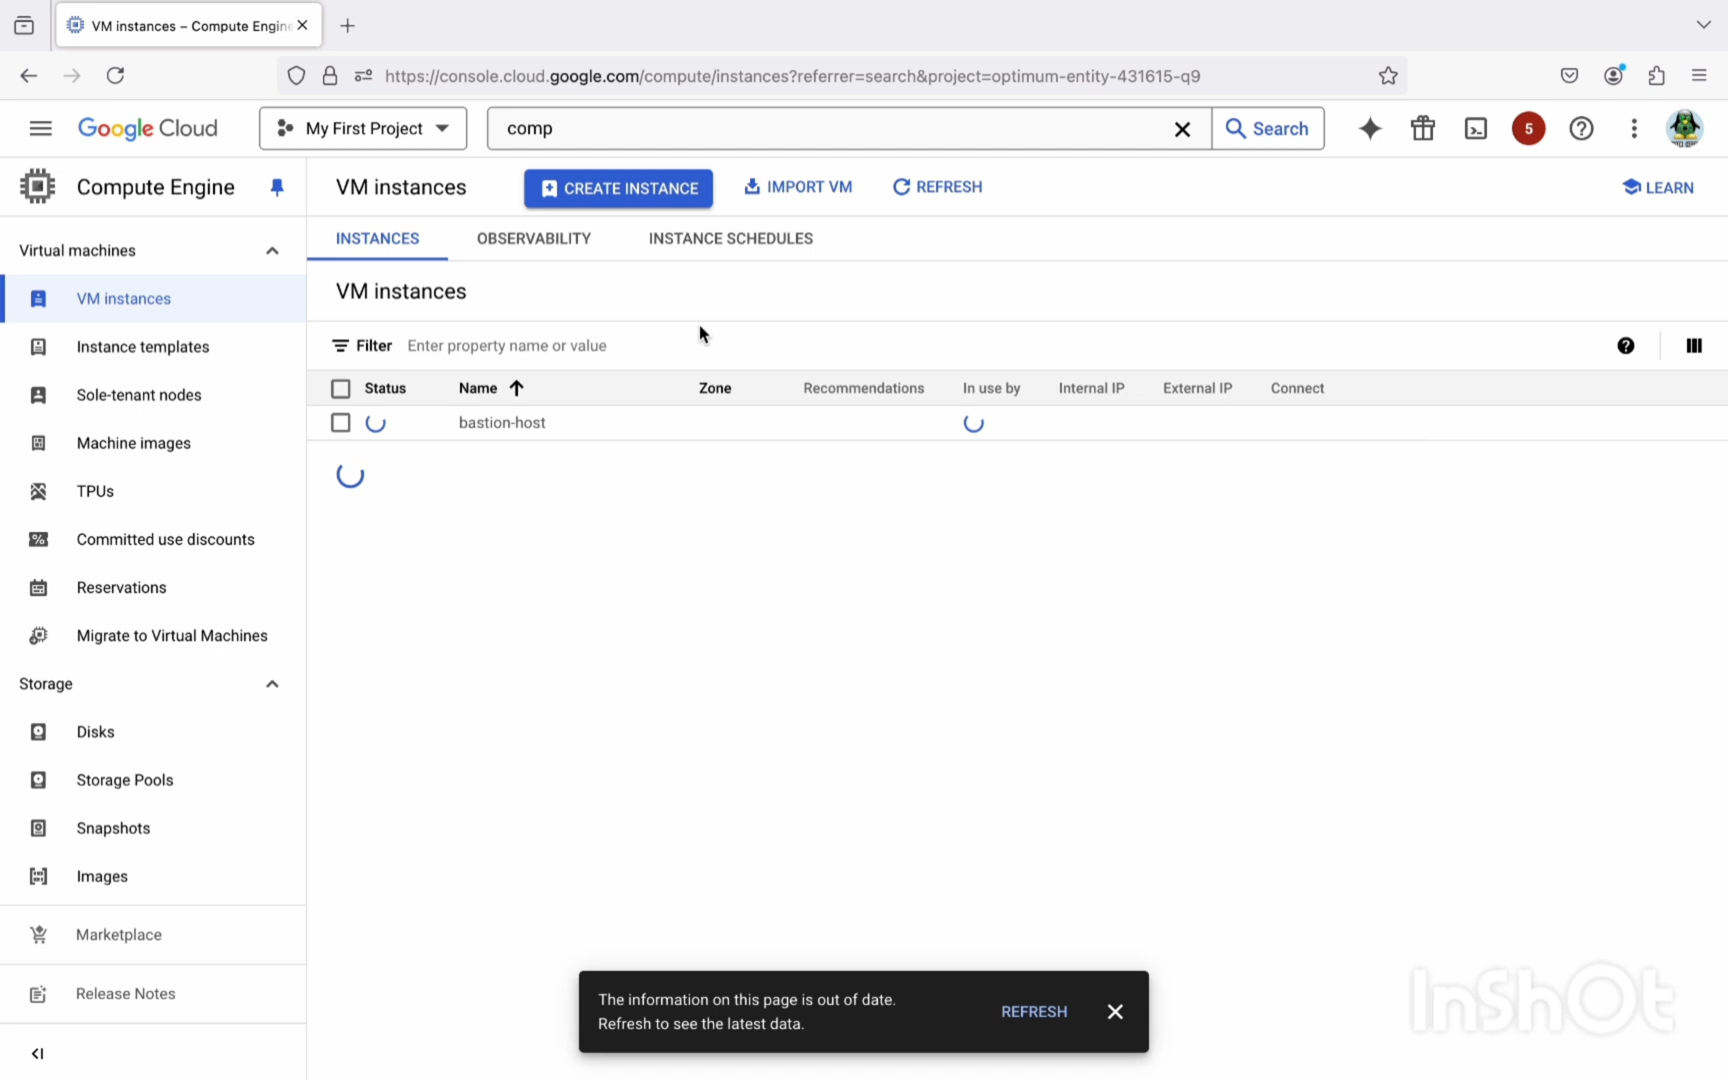 VM instances – Compute Engine
https://console.cloud.google.com/compute/instances?referrer=search&project=optimum-entity-431615-q9
Google Cloud
My First Project
comp
Search
5
Compute Engine
VM instances
CREATE INSTANCE
IMPORT VM
REFRESH
LEARN
Virtual machines
INSTANCES
OBSERVABILITY
INSTANCE SCHEDULES
VM instances
VM instances
Instance templates
Filter
Enter property name or value
Status
Name
Zone
Recommendations
In use by
Internal IP
External IP
Connect
Sole-tenant nodes
bastion-host
Machine images
TPUs
Committed use discounts
Reservations
Migrate to Virtual Machines
Storage
Disks
Storage Pools
Snapshots
Images
Marketplace
Release Notes
The information on this page is out of date.
Refresh to see the latest data.
REFRESH
InShOt